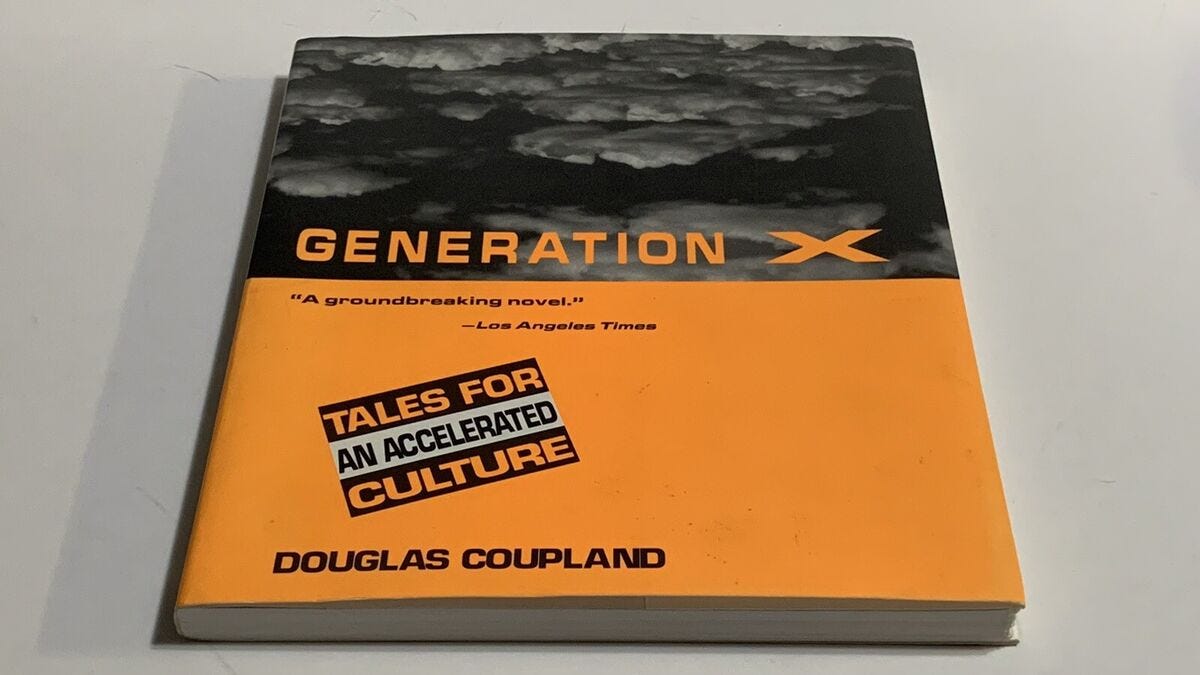 GENERATION X
“A groundbreaking novel.”
—Los Angeles Times
TALES FOR
AN ACCELERATED
CULTURE
DOUGLAS COUPLAND